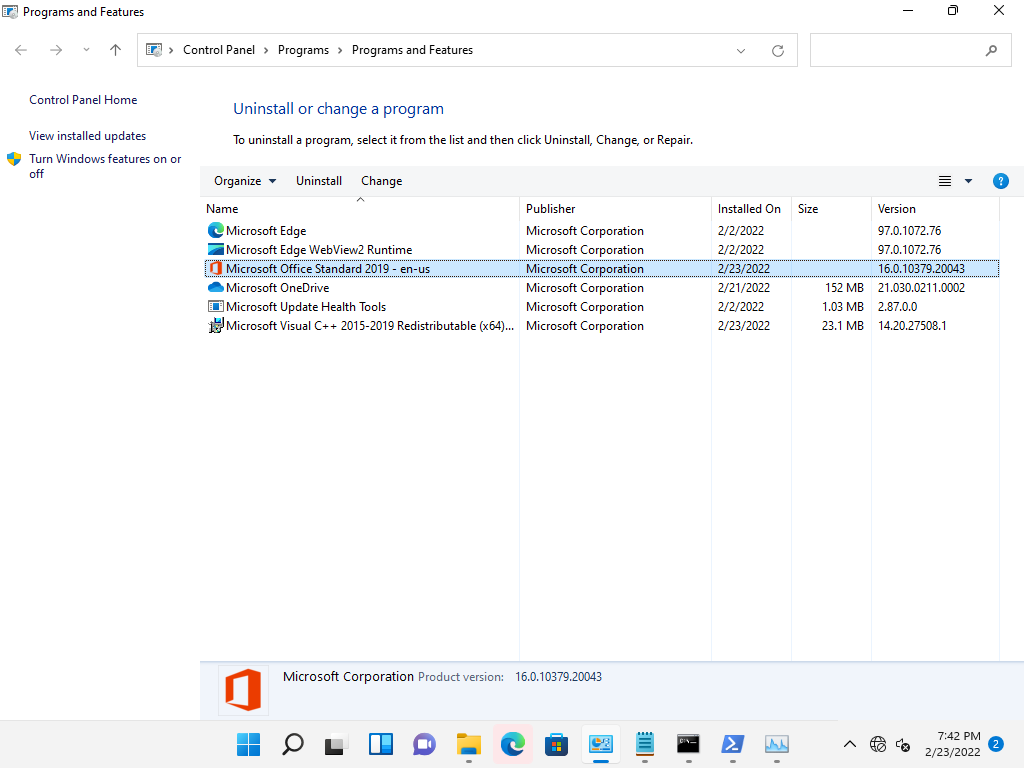 Programs and Features
Control Panel > Programs > Programs and Features
Control Panel Home
View installed updates
Turn Windows features on or
off
Uninstall or change a program
To uninstall a program, select it from the list and then click Uninstall, Change, or Repair.
Organize Uninstall Change ?
Name Publisher Installed On Size Version
Microsoft Edge Microsoft Corporation 2/2/2022 97.0.1072.76
Microsoft Edge WebView2 Runtime Microsoft Corporation 2/2/2022 97.0.1072.76
Microsoft Office Standard 2019 - en-us Microsoft Corporation 2/23/2022 16.0.10379.20043
Microsoft OneDrive Microsoft Corporation 2/21/2022 152 MB 21.030.0211.0002
Microsoft Update Health Tools Microsoft Corporation 2/2/2022 1.03 MB 2.87.0.0
Microsoft Visual C++ 2015-2019 Redistributable (x64)... Microsoft Corporation 2/23/2022 23.1 MB 14.20.27508.1
Microsoft Corporation Product version: 16.0.10379.20043
7:42 PM
2/23/2022 2